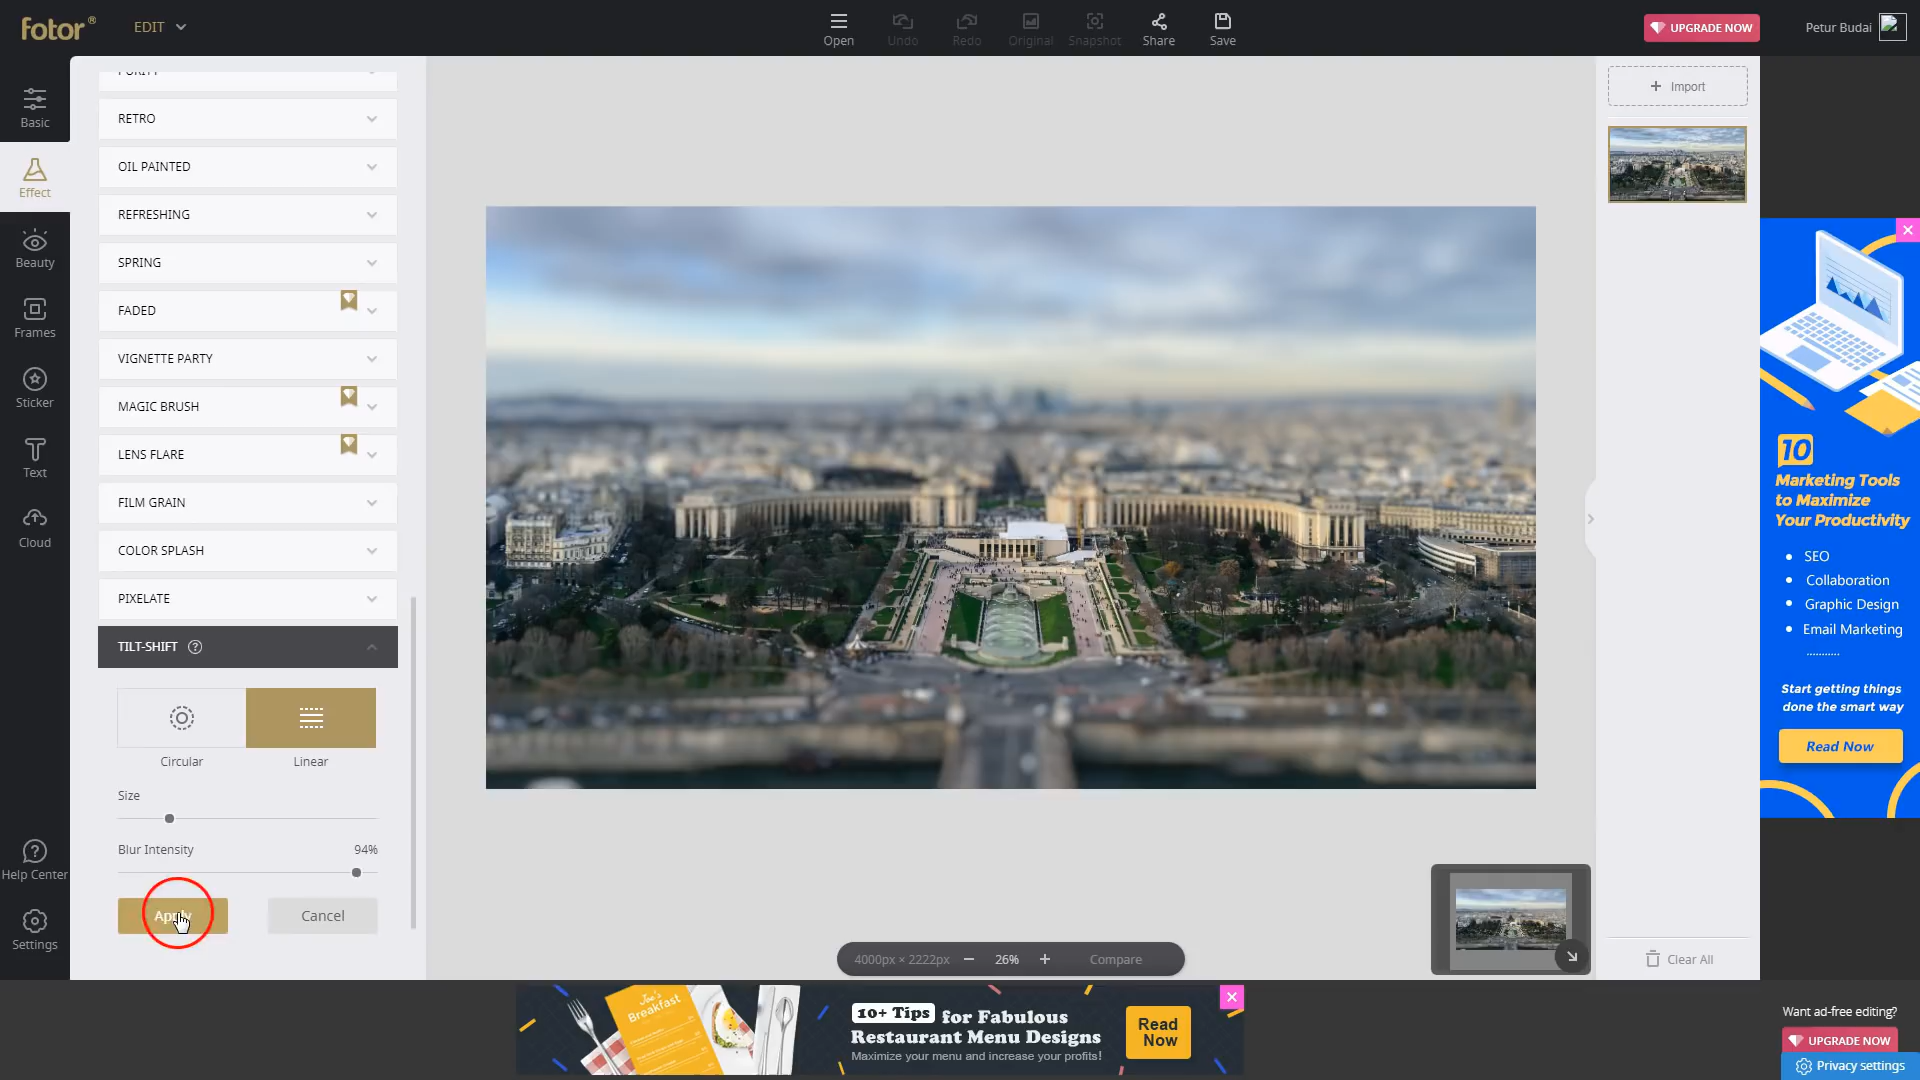 fotor®
EDIT
Open
Undo
Redo
Original
Snapshot
Share
Save
UPGRADE NOW
Petur Budai
Basic
Effect
Beauty
Frames
Sticker
Text
Cloud
Help Center
Settings
PURITY
RETRO
OIL PAINTED
REFRESHING
SPRING
FADED
VIGNETTE PARTY
MAGIC BRUSH
LENS FLARE
FILM GRAIN
COLOR SPLASH
PIXELATE
TILT-SHIFT ?
Circular
Linear
Size
Blur Intensity 94%
Apply
Cancel
4000px × 2222px
26%
Compare
+ Import
Clear All
10
Marketing Tools
to Maximize
Your Productivity
SEO
Collaboration
Graphic Design
Email Marketing
...........
Start getting things
done the smart way
Read Now
Joe's
Breakfast
10+ Tips for Fabulous
Restaurant Menu Designs
Maximize your menu and increase your profits!
Read
Now
Want ad-free editing?
UPGRADE NOW
Privacy settings